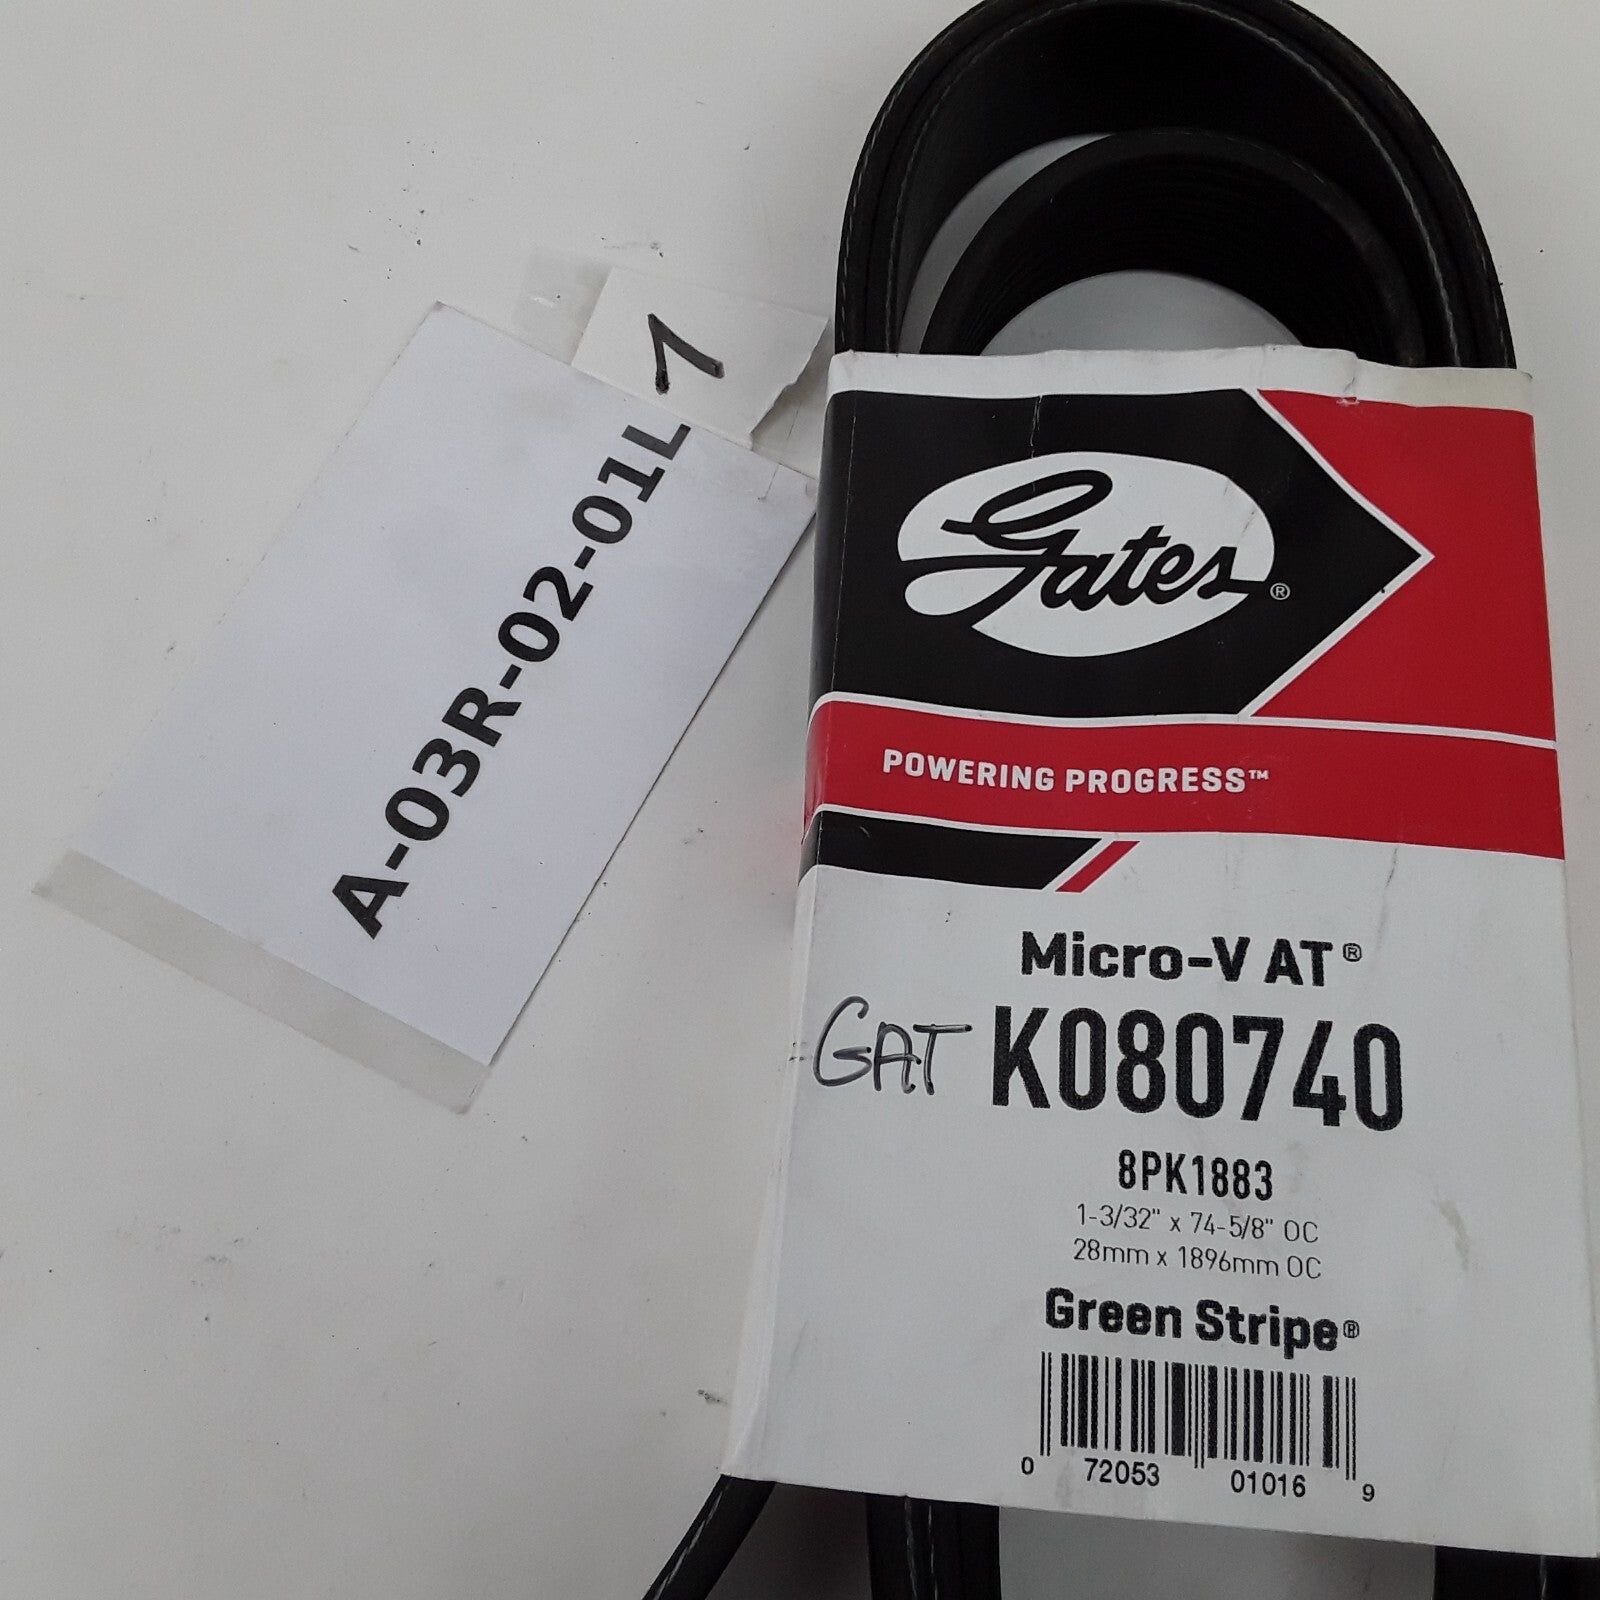 7
A-03R-02-01L
Gates®
POWERING PROGRESS™
Micro-V AT®
GAT K080740
8PK1883
1-3/32" x 74-5/8" OC
28mm x 1896mm OC
Green Stripe®
0 72053 01016 9